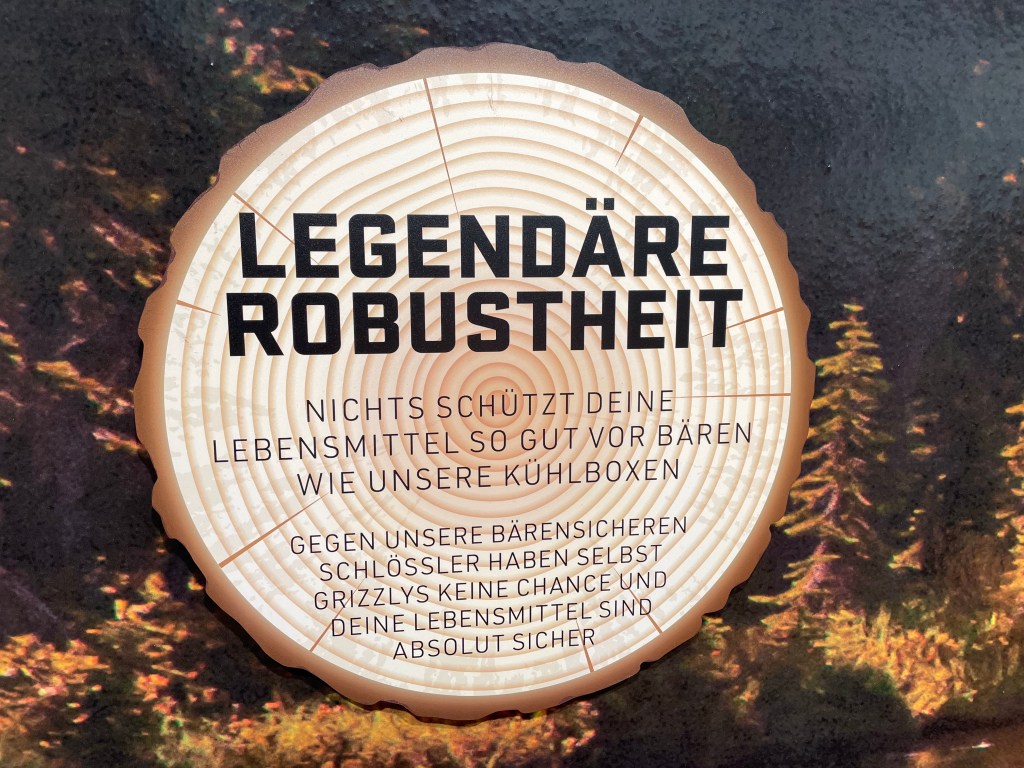 LEGENDÄRE
ROBUSTHEIT
NICHTS SCHÜTZT DEINE
LEBENSMITTEL SO GUT VOR BÄREN
WIE UNSERE KÜHLBOXEN
GEGEN UNSERE BÄRENSICHEREN
SCHLÖSSLER HABEN SELBST
GRIZZLYS KEINE CHANCE UND
DEINE LEBENSMITTEL SIND
ABSOLUT SICHER